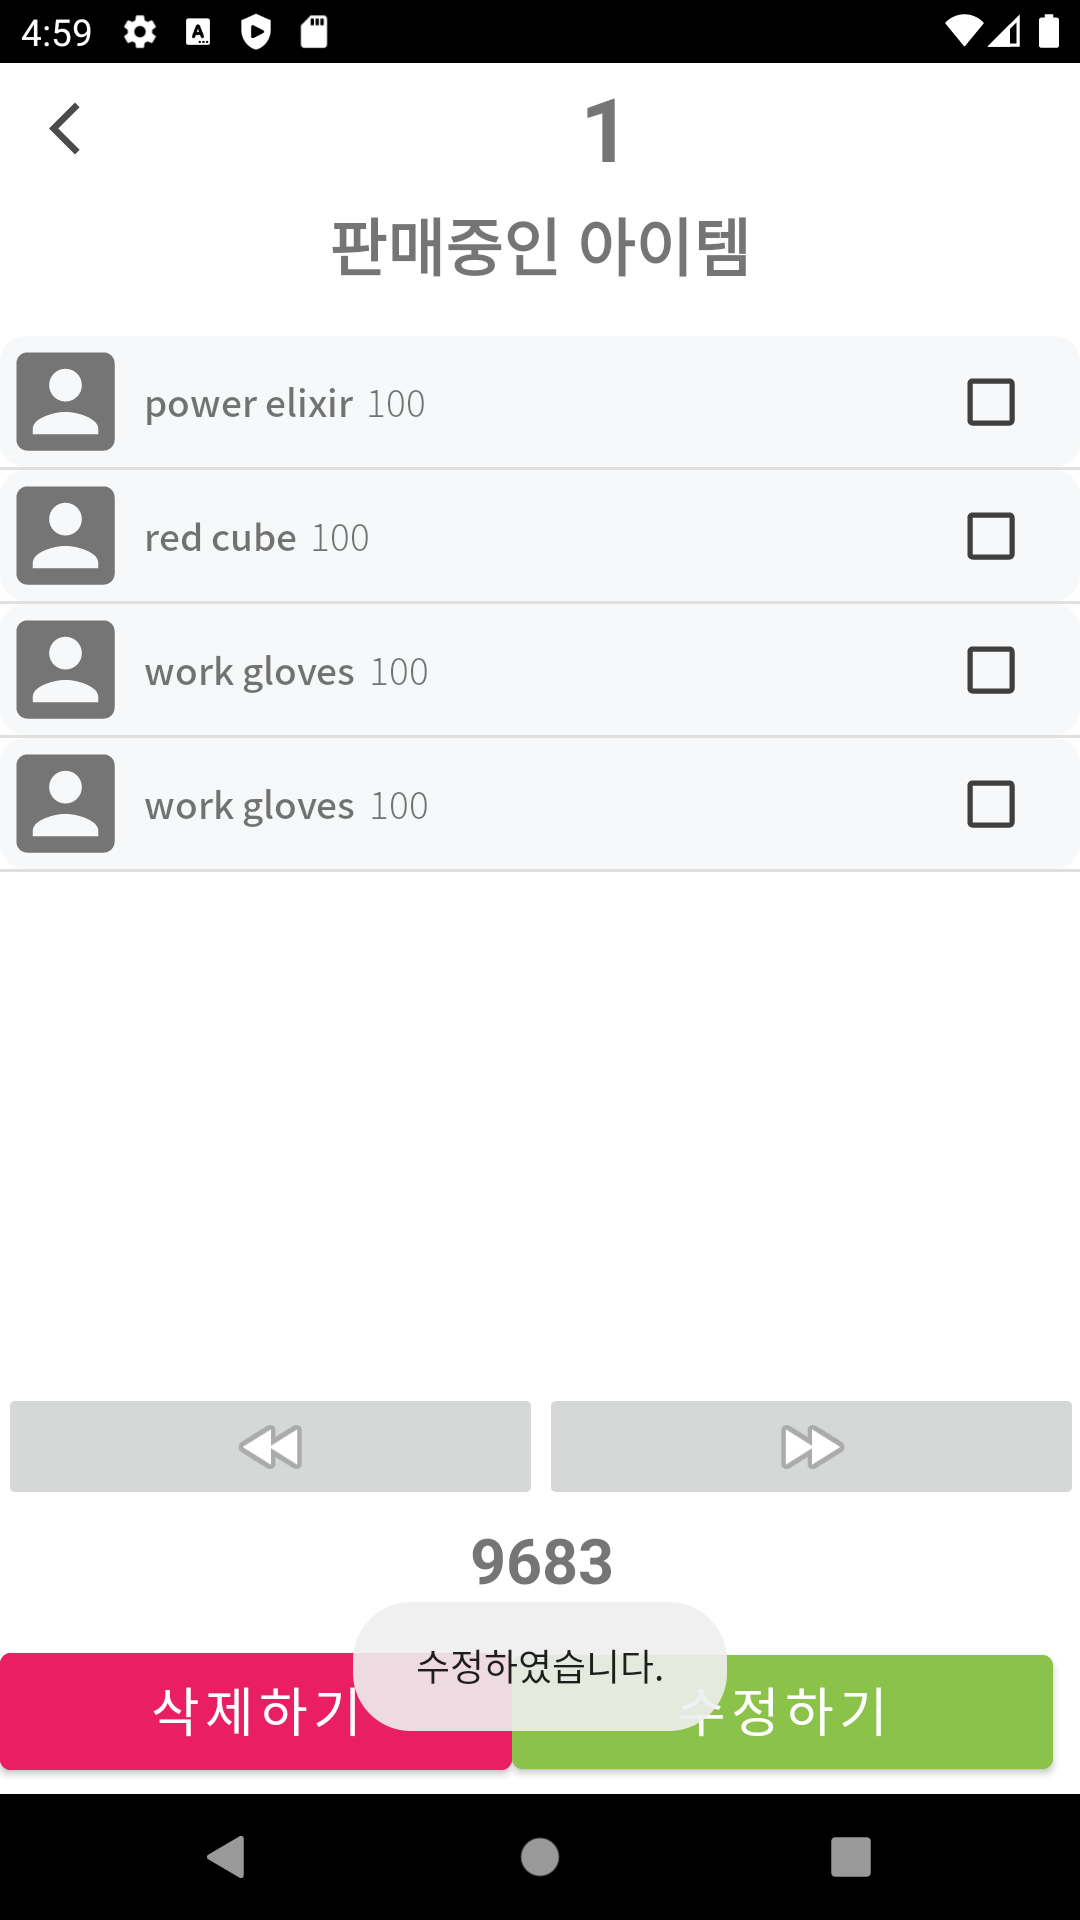 4:59
1
판매중인 아이템
power elixir 100
red cube 100
work gloves 100
work gloves 100
9683
수정하였습니다.
삭제하기 수정하기